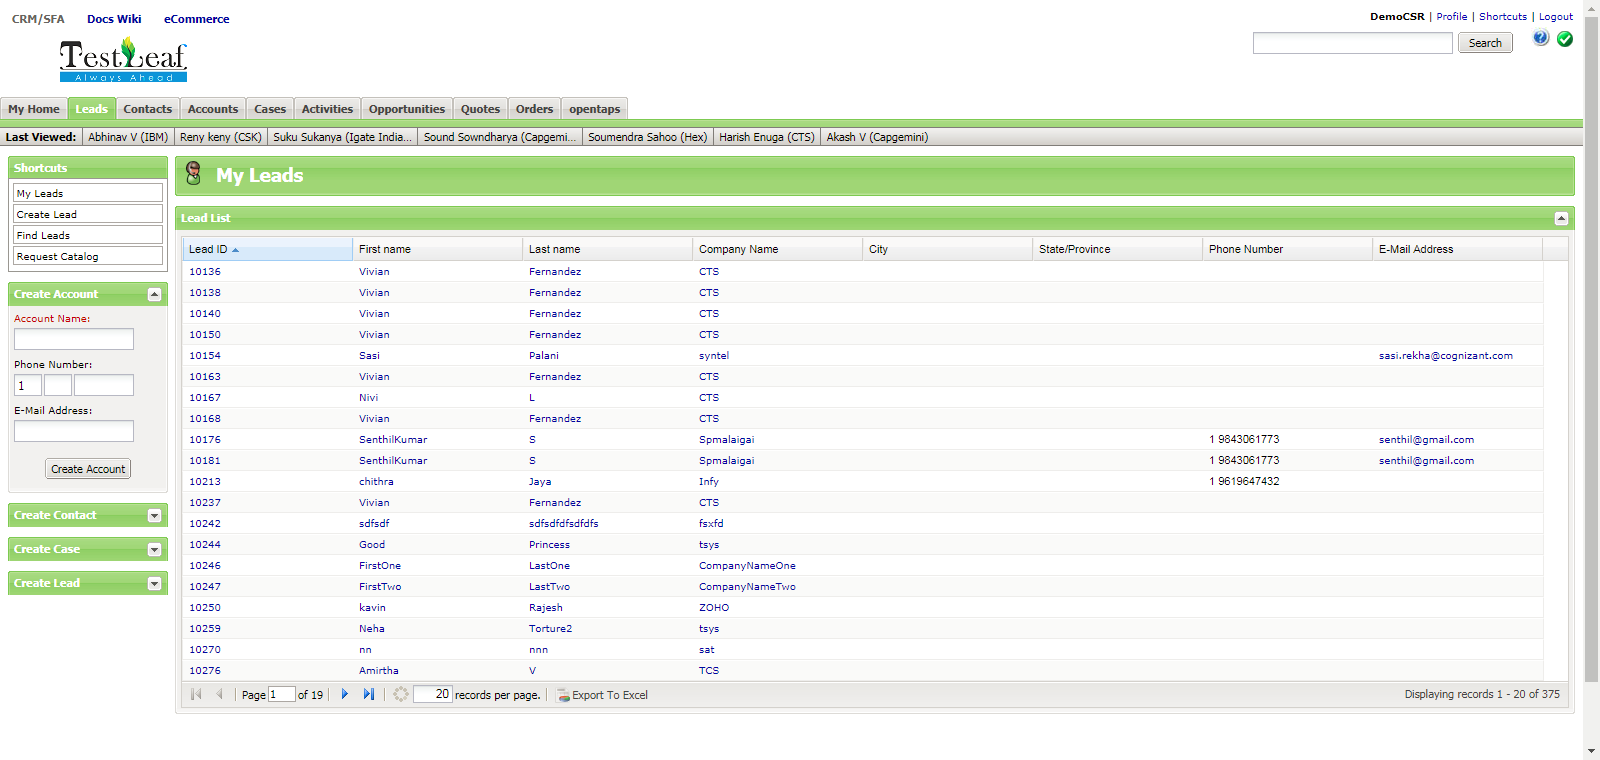 CRM/SFA Docs Wiki eCommerce
DemoCSR | Profile | Shortcuts | Logout
TestLeaf
Always Ahead
Search
My Home Leads Contacts Accounts Cases Activities Opportunities Quotes Orders opentaps
Last Viewed: Abhinav V (IBM) Reny keny (CSK) Suku Sukanya (Igate India... Sound Sowndharya (Capgemi... Soumendra Sahoo (Hex) Harish Enuga (CTS) Akash V (Capgemini)
Shortcuts
My Leads
Create Lead
Find Leads
Request Catalog
Create Account
Account Name:
Phone Number:
1
E-Mail Address:
Create Account
Create Contact
Create Case
Create Lead
My Leads
Lead List
Lead ID First name Last name Company Name City State/Province Phone Number E-Mail Address
10136 Vivian Fernandez CTS
10138 Vivian Fernandez CTS
10140 Vivian Fernandez CTS
10150 Vivian Fernandez CTS
10154 Sasi Palani syntel sasi.rekha@cognizant.com
10163 Vivian Fernandez CTS
10167 Nivi L CTS
10168 Vivian Fernandez CTS
10176 SenthilKumar S Spmalaigai 1 9843061773 senthil@gmail.com
10181 SenthilKumar S Spmalaigai 1 9843061773 senthil@gmail.com
10213 chithra Jaya Infy 1 9619647432
10237 Vivian Fernandez CTS
10242 sdfsdf sdfsdfdfsdfdfs fsxfd
10244 Good Princess tsys
10246 FirstOne LastOne CompanyNameOne
10247 FirstTwo LastTwo CompanyNameTwo
10250 kavin Rajesh ZOHO
10259 Neha Torture2 tsys
10270 nn nnn sat
10276 Amirtha V TCS
Page 1 of 19 20 records per page. Export To Excel Displaying records 1 - 20 of 375